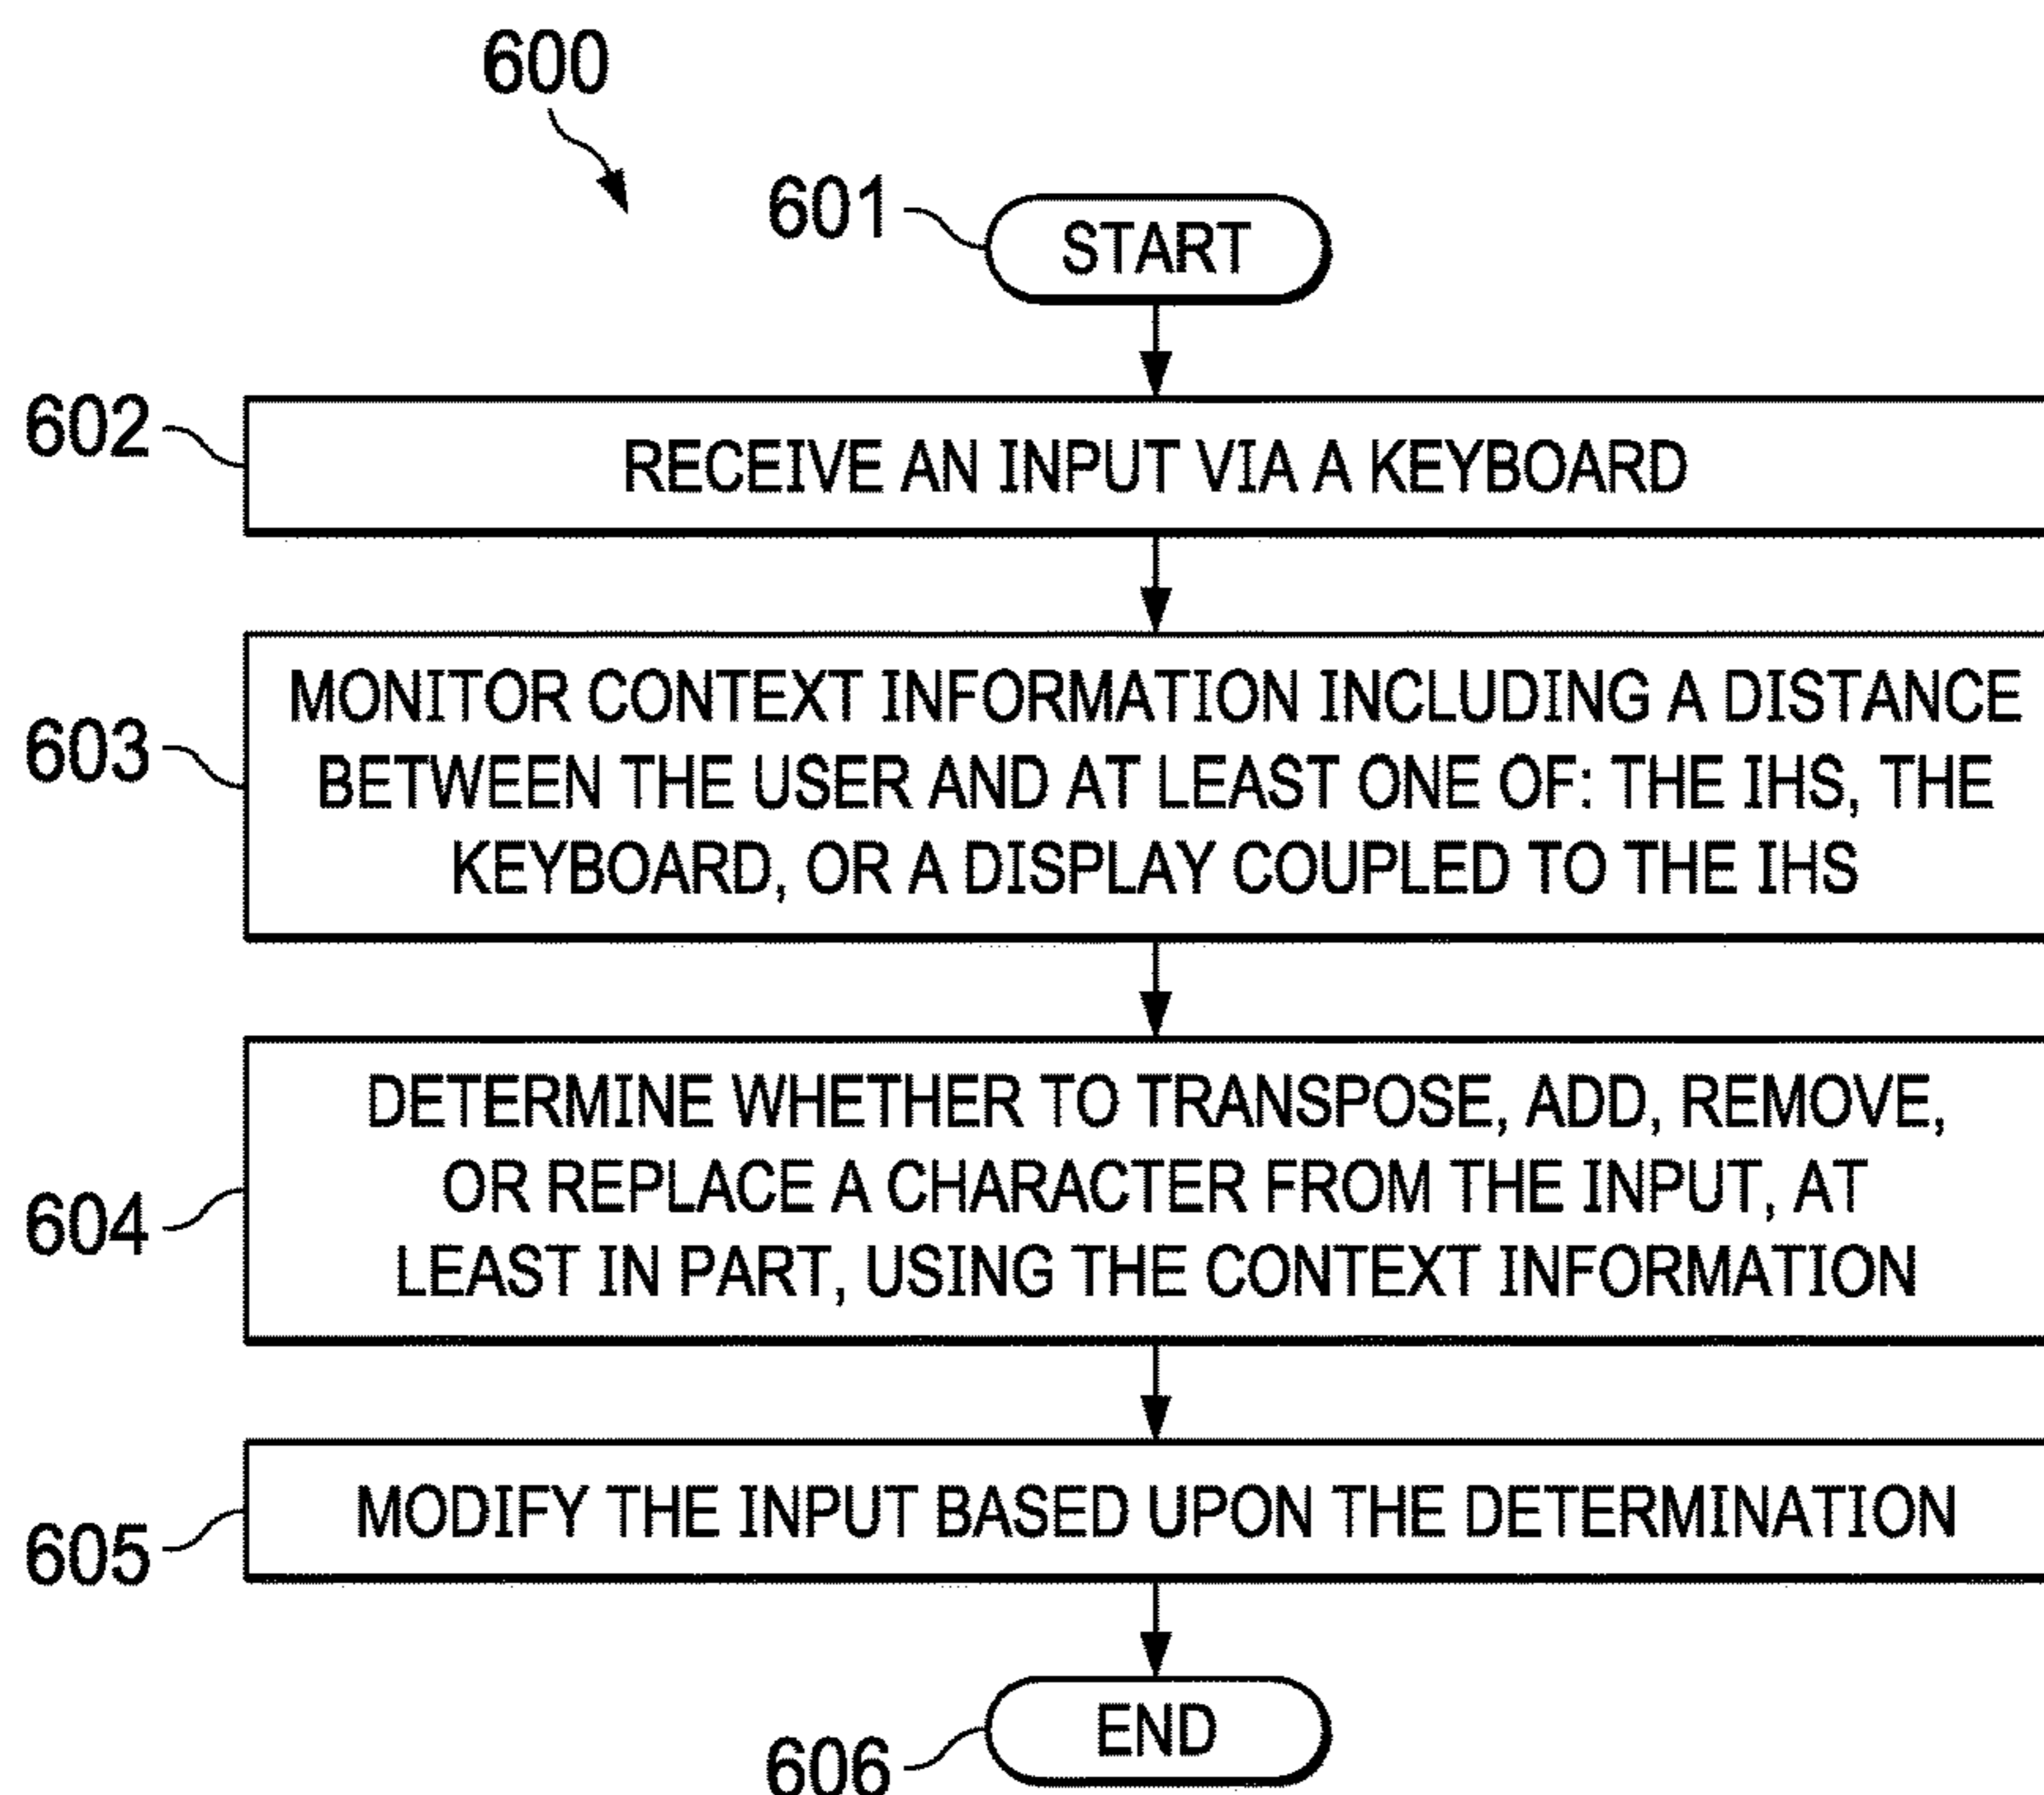 600
601
START
602
RECEIVE AN INPUT VIA A KEYBOARD
603
MONITOR CONTEXT INFORMATION INCLUDING A DISTANCE
BETWEEN THE USER AND AT LEAST ONE OF: THE IHS, THE
KEYBOARD, OR A DISPLAY COUPLED TO THE IHS
604
DETERMINE WHETHER TO TRANSPOSE, ADD, REMOVE,
OR REPLACE A CHARACTER FROM THE INPUT, AT
LEAST IN PART, USING THE CONTEXT INFORMATION
605
MODIFY THE INPUT BASED UPON THE DETERMINATION
606
END